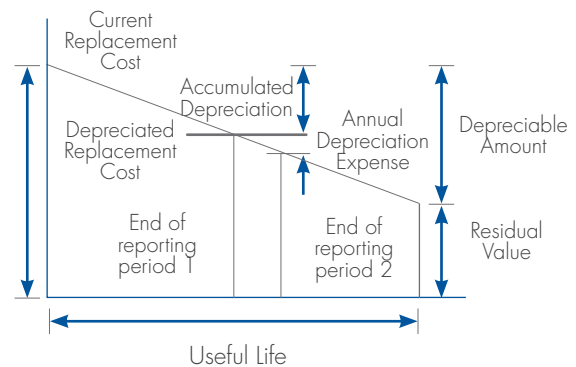 Current
Replacement
Cost
Accumulated
Depreciation
Depreciated
Replacement
Cost
Annual
Depreciation
Expense
Depreciable
Amount
End of
reporting
period 1
End of
reporting
period 2
Residual
Value
Useful Life